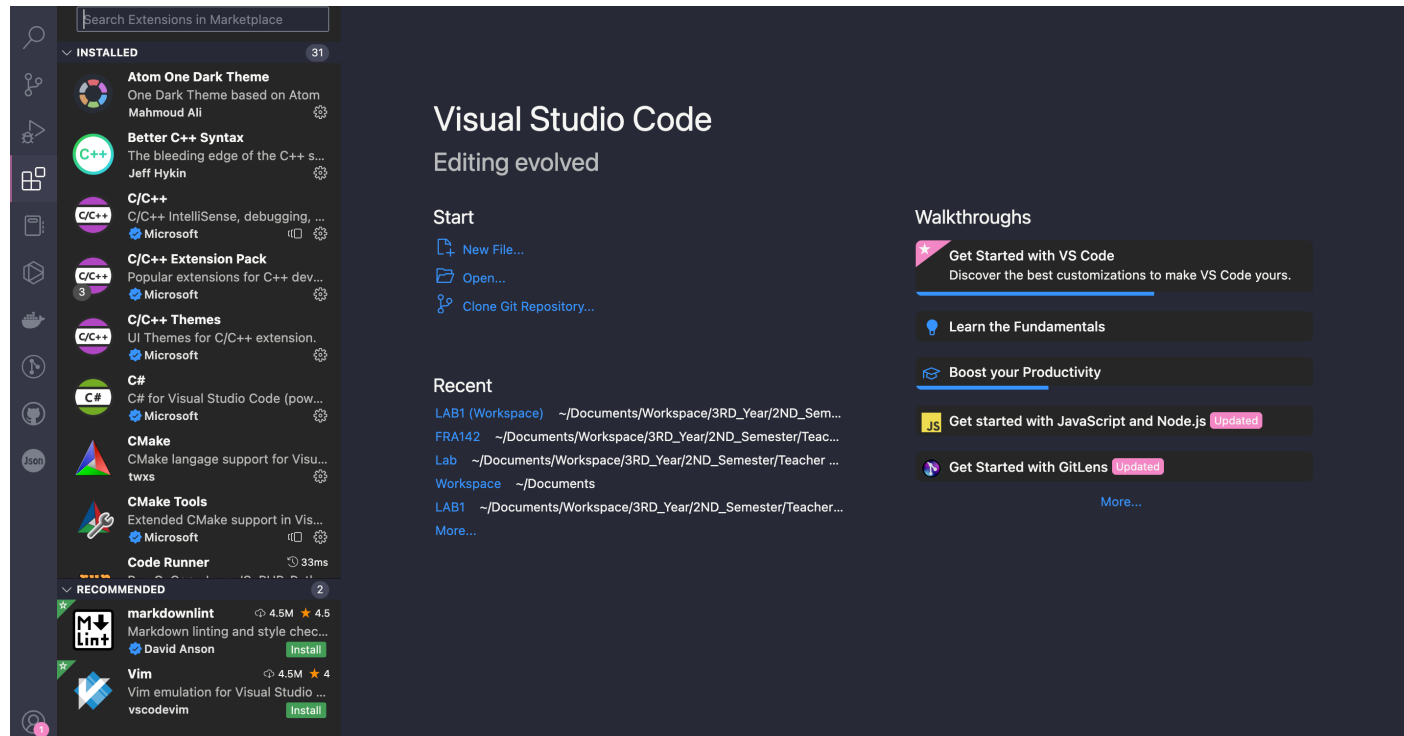 Search Extensions in Marketplace
INSTALLED 31
Atom One Dark Theme
One Dark Theme based on Atom
Mahmoud Ali
C++
Better C++ Syntax
The bleeding edge of the C++ s...
Jeff Hykin
C/C++
C/C++
C/C++ IntelliSense, debugging, ...
Microsoft
C/C++
3
C/C++ Extension Pack
Popular extensions for C++ dev...
Microsoft
C/C++
C/C++ Themes
UI Themes for C/C++ extension.
Microsoft
C#
C#
C# for Visual Studio Code (pow...
Microsoft
CMake
CMake langage support for Visu...
twxs
CMake Tools
Extended CMake support in Vis...
Microsoft
Code Runner 33ms
RECOMMENDED 2
M
Lint
markdownlint 4.5M ★ 4.5
Markdown linting and style chec...
David Anson Install
Vim 4.5M ★ 4
Vim emulation for Visual Studio ...
vscodevim Install
Json
1
Visual Studio Code
Editing evolved
Start
New File...
Open...
Clone Git Repository...
Recent
LAB1 (Workspace) ~/Documents/Workspace/3RD_Year/2ND_Sem...
FRA142 ~/Documents/Workspace/3RD_Year/2ND_Semester/Teac...
Lab ~/Documents/Workspace/3RD_Year/2ND_Semester/Teacher ...
Workspace ~/Documents
LAB1 ~/Documents/Workspace/3RD_Year/2ND_Semester/Teacher...
More...
Walkthroughs
Get Started with VS Code
Discover the best customizations to make VS Code yours.
Learn the Fundamentals
Boost your Productivity
JS Get started with JavaScript and Node.js Updated
Get Started with GitLens Updated
More...